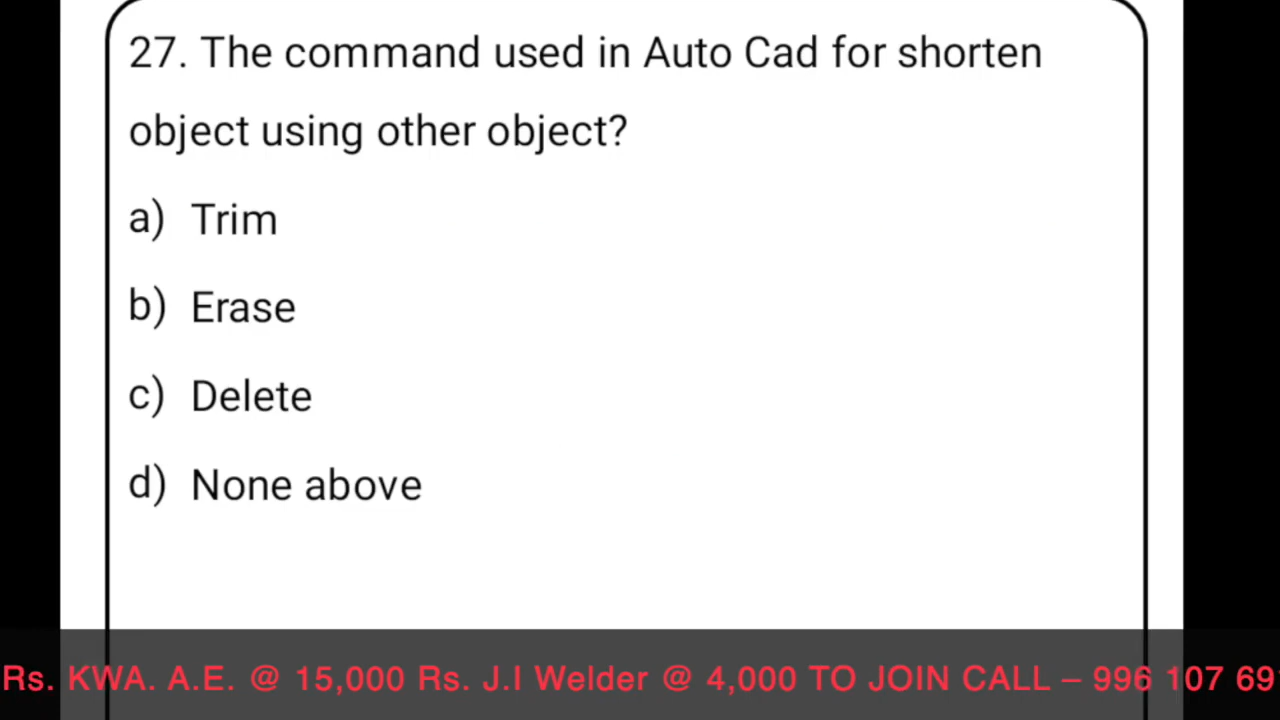 27. The command used in Auto Cad for shorten
object using other object?
a) Trim
b) Erase
c) Delete
d) None above
Rs. KWA. A.E. @ 15,000 Rs. J.I Welder @ 4,000 TO JOIN CALL – 996 107 69